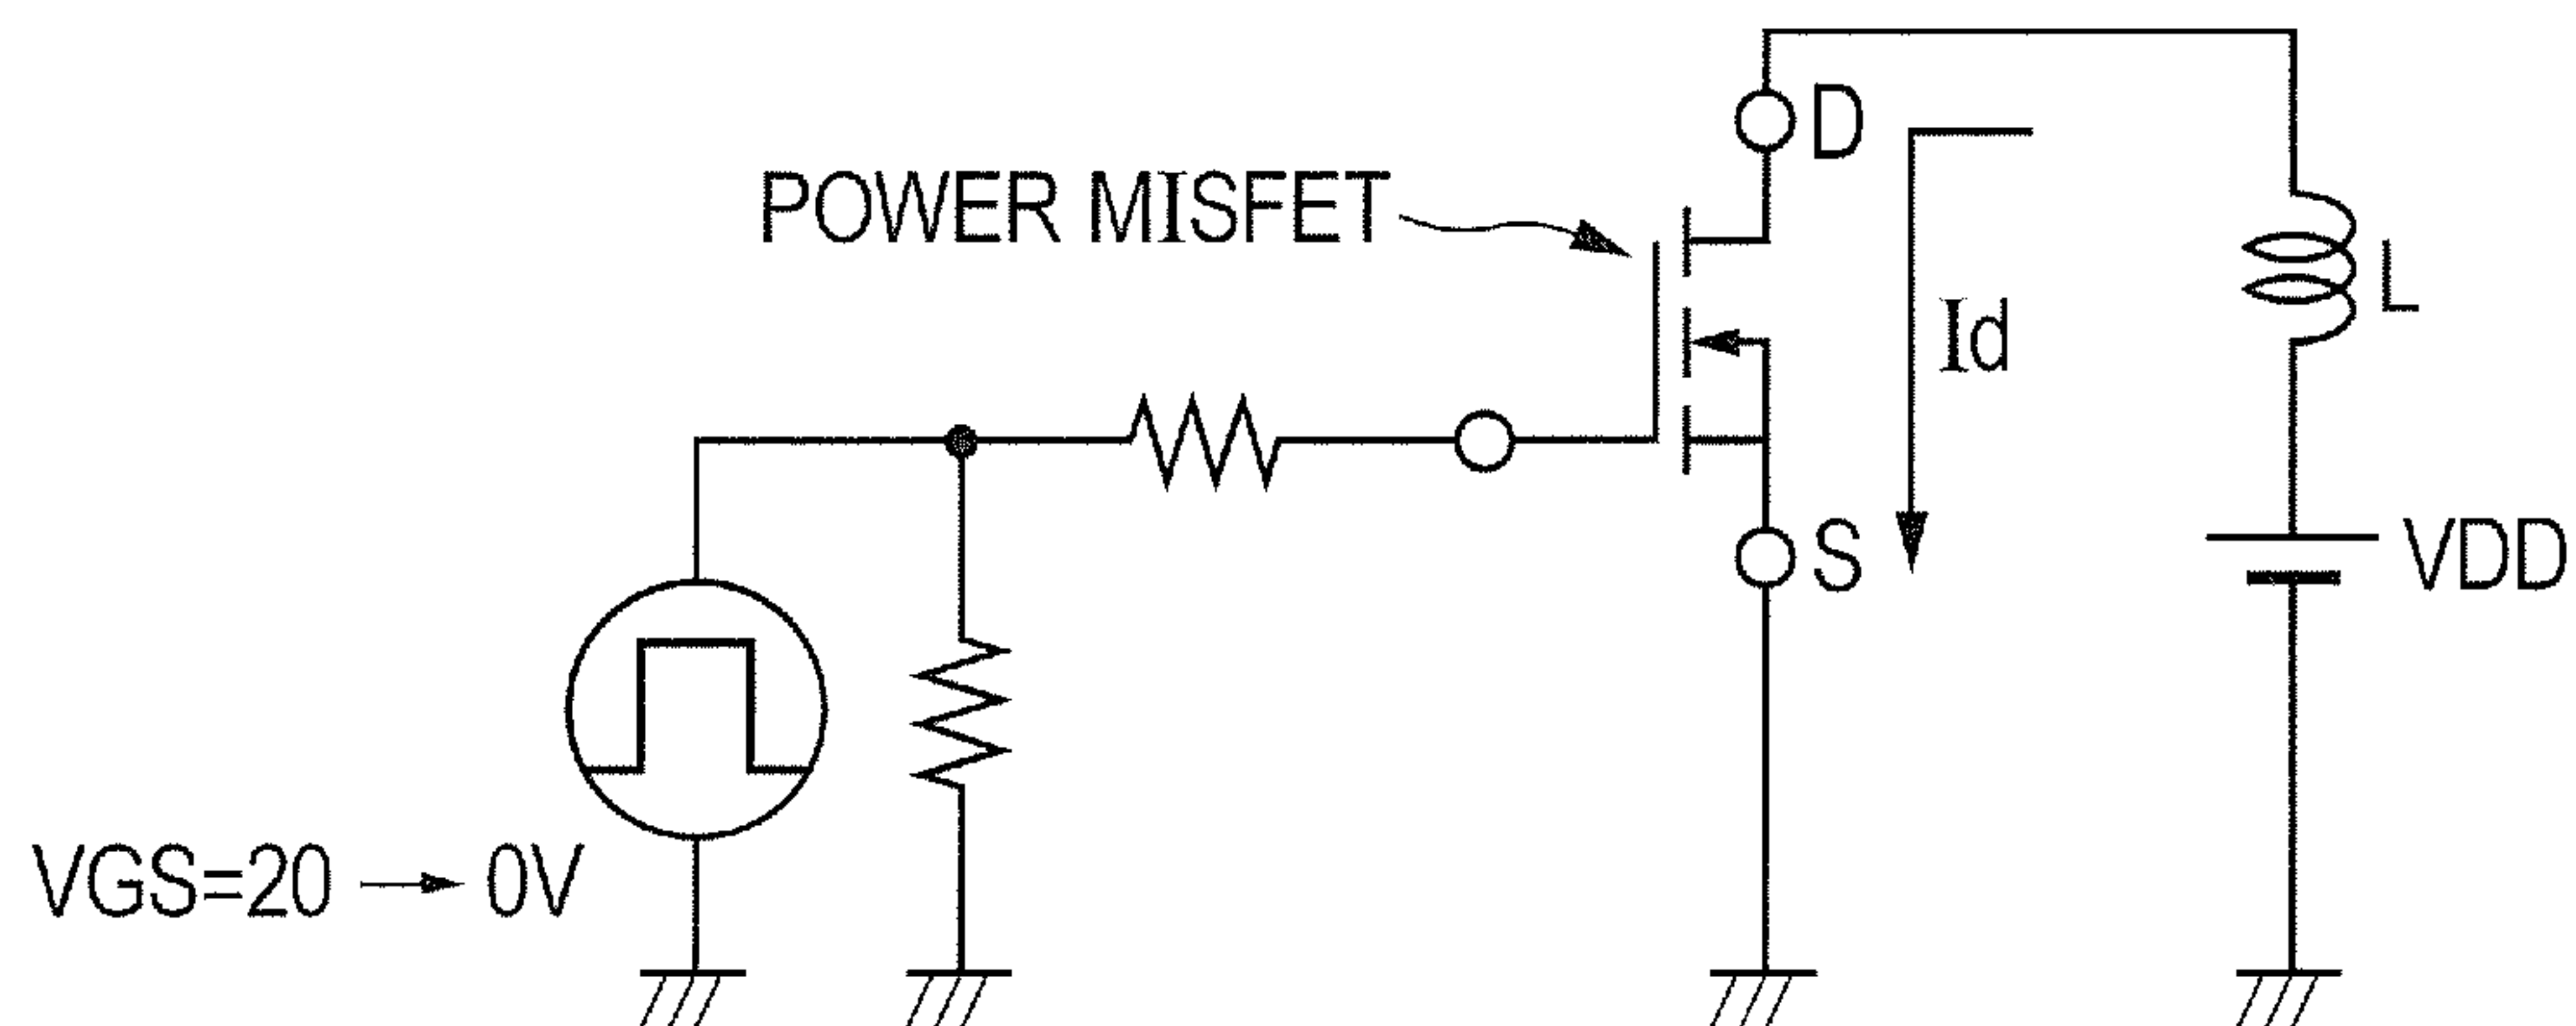 D
POWER MISFET
L
Id
S
VDD
VGS=20 → 0V